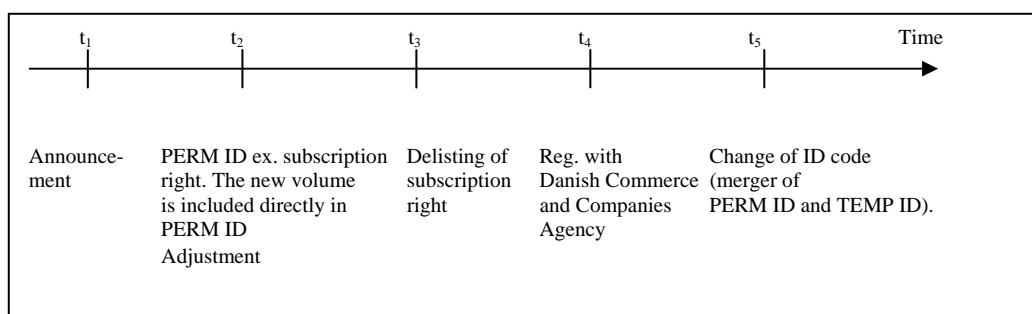 t1 t2 t3 t4 t5 Time
Announce-
ment
PERM ID ex. subscription
right. The new volume
is included directly in
PERM ID
Adjustment
Delisting of
subscription
right
Reg. with
Danish Commerce
and Companies
Agency
Change of ID code
(merger of
PERM ID and TEMP ID).